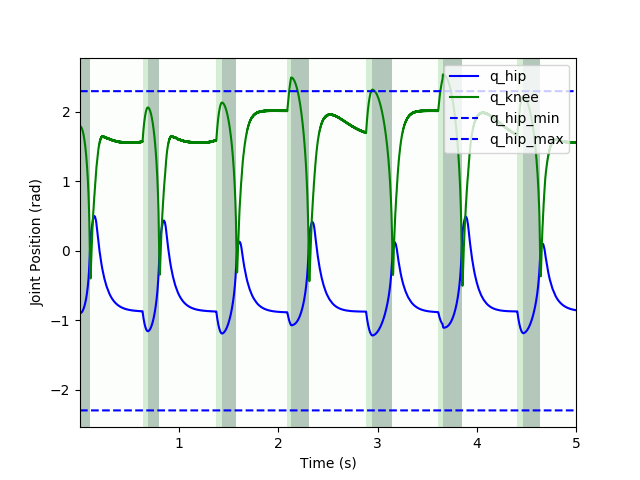 q_hip
q_knee
q_hip_min
q_hip_max
2
1
0
−1
−2
Joint Position (rad)
1
2
3
4
5
Time (s)